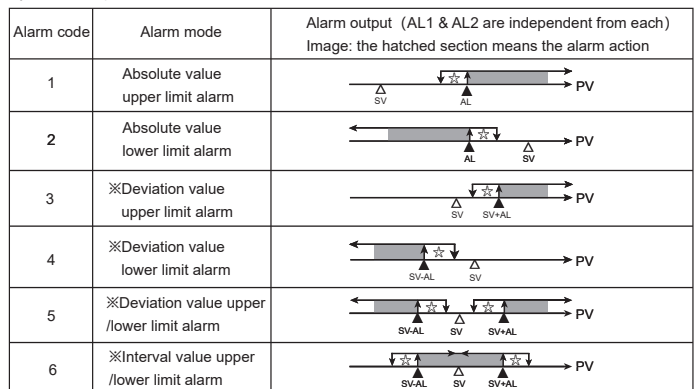 Alarm code
Alarm mode
Alarm output (AL1 & AL2 are independent from each)
Image: the hatched section means the alarm action
1
Absolute value
upper limit alarm
SV
AL
PV
2
Absolute value
lower limit alarm
AL
SV
PV
3
※Deviation value
upper limit alarm
SV
SV+AL
PV
4
※Deviation value
lower limit alarm
SV-AL
SV
PV
5
※Deviation value upper
/lower limit alarm
SV-AL
SV
SV+AL
PV
6
※Interval value upper
/lower limit alarm
SV-AL
SV
SV+AL
PV